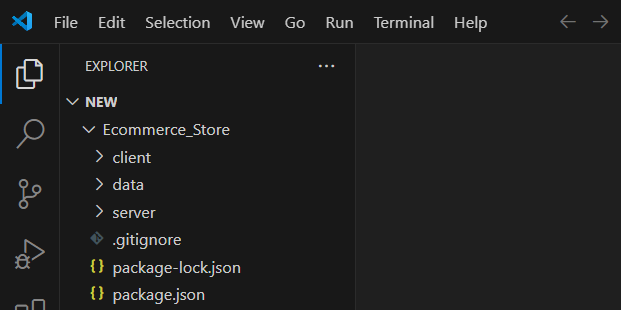 File Edit Selection View Go Run Terminal Help
EXPLORER
NEW
Ecommerce_Store
client
data
server
.gitignore
package-lock.json
package.json